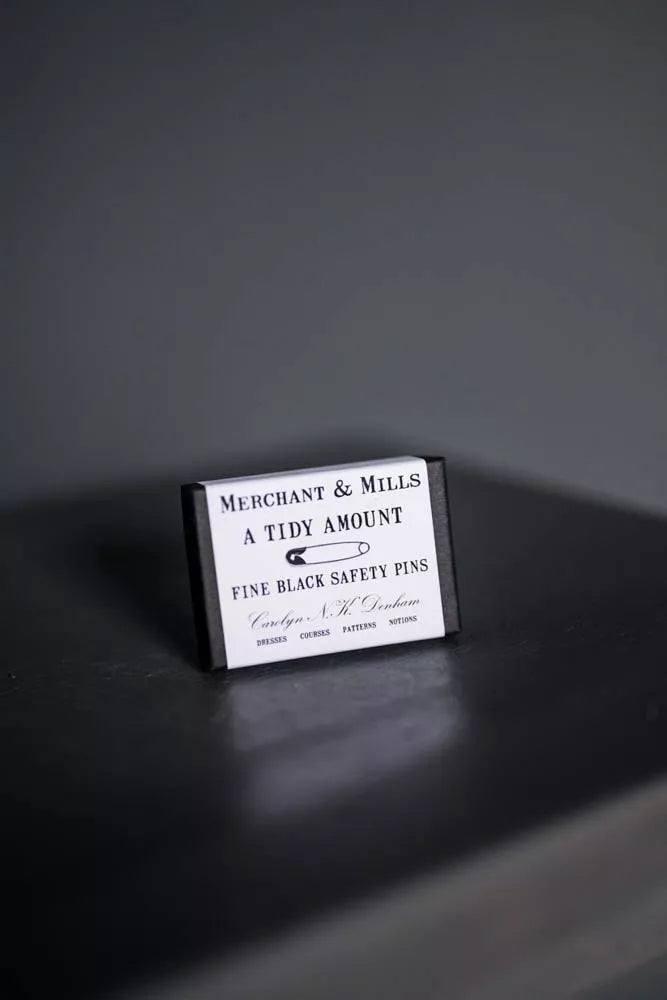 MERCHANT & MILLS
A TIDY AMOUNT
FINE BLACK SAFETY PINS
Carolyn N.K. Denham
DRESSES COURSES PATTERNS NOTIONS